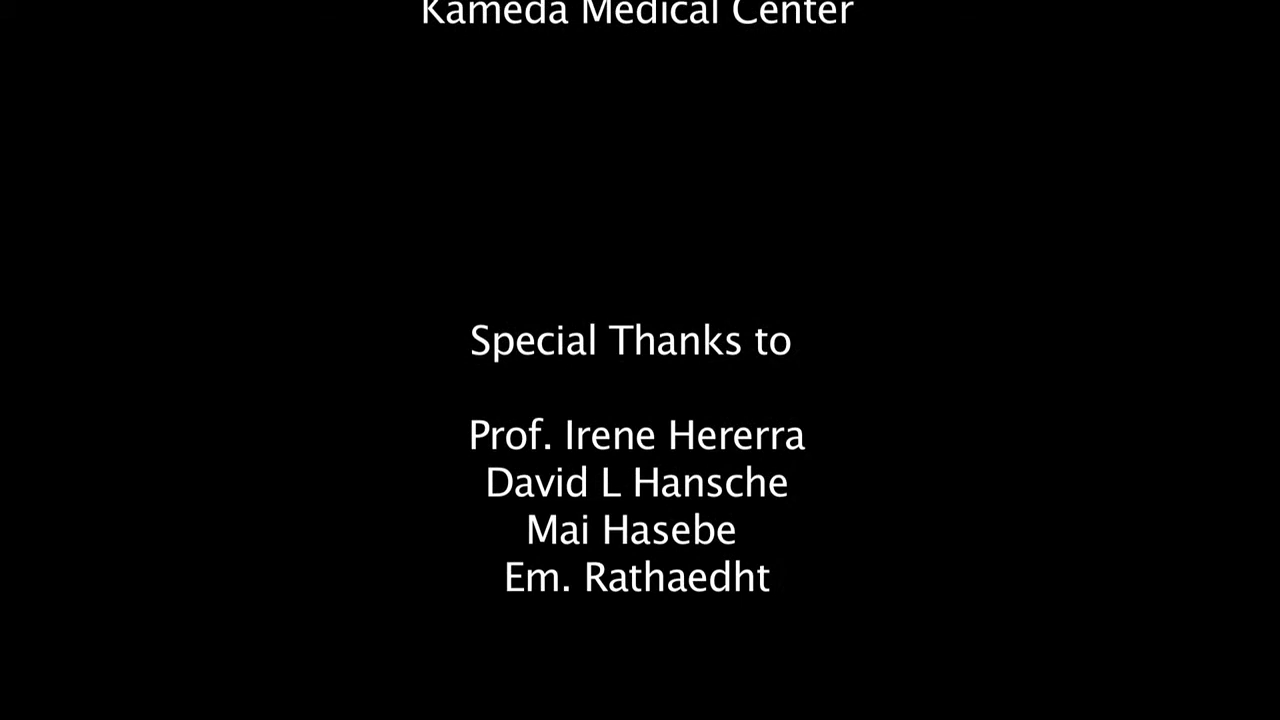 Kameda Medical Center
Special Thanks to
Prof. Irene Hererra
David L Hansche
Mai Hasebe
Em. Rathaedht